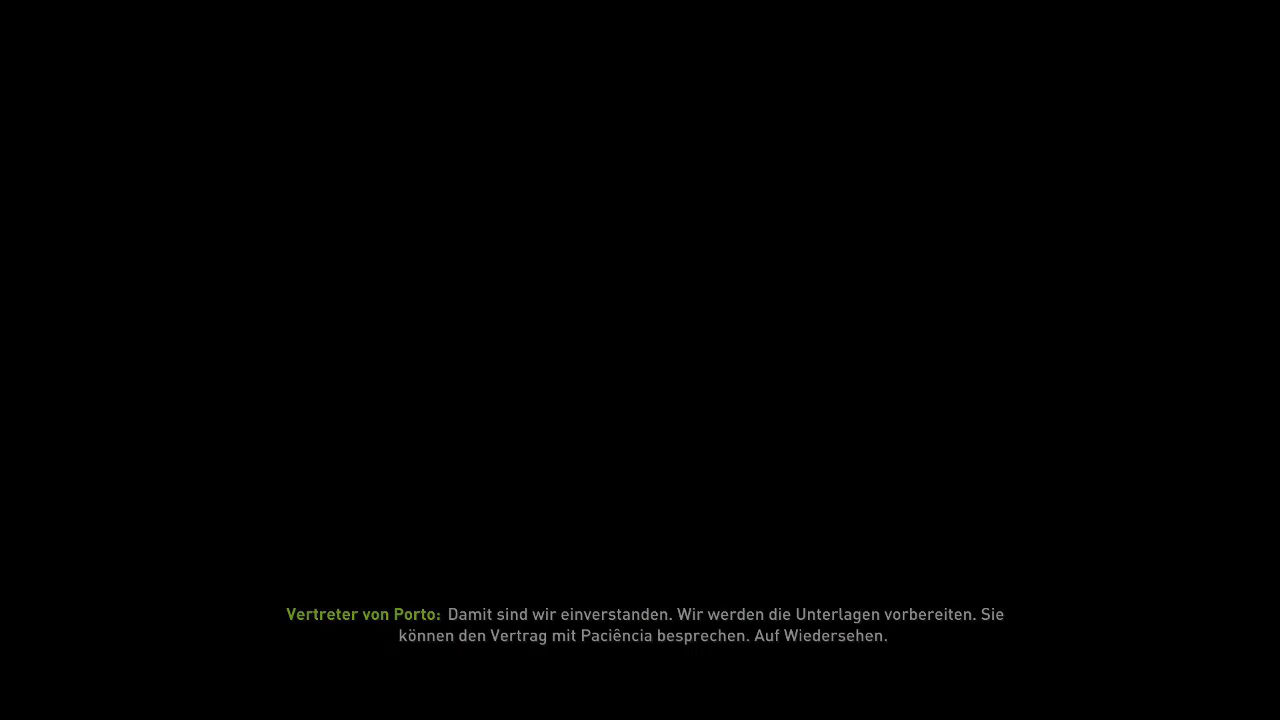 Vertreter von Porto: Damit sind wir einverstanden. Wir werden die Unterlagen vorbereiten. Sie
können den Vertrag mit Paciência besprechen. Auf Wiedersehen.